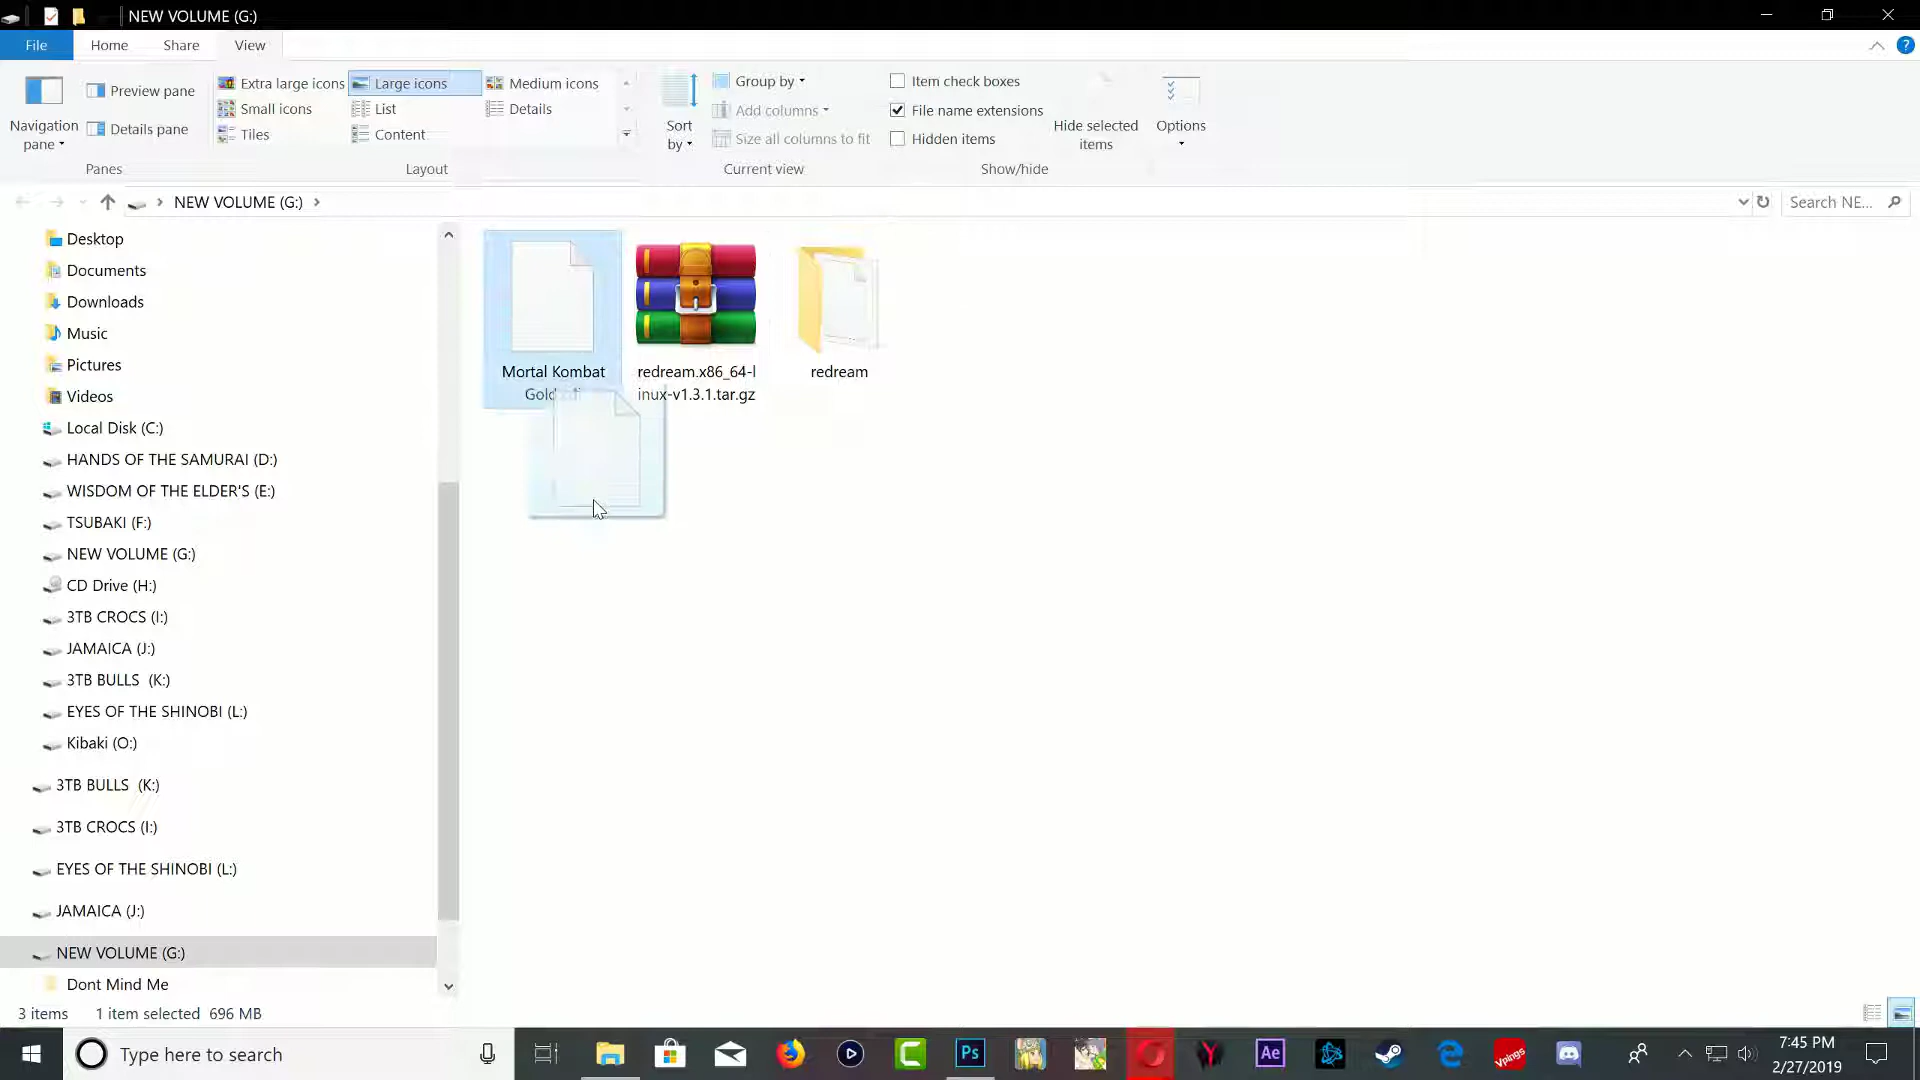 NEW VOLUME (G:)
File Home Share View
Navigation pane
Preview pane
Details pane
Panes
Extra large icons Large icons Medium icons
Small icons List Details
Tiles Content
Layout
Sort by
Group by
Add columns
Size all columns to fit
Current view
Item check boxes
File name extensions
Hidden items
Hide selected items
Show/hide
Options
NEW VOLUME (G:)
Search NE...
Desktop
Documents
Downloads
Music
Pictures
Videos
Local Disk (C:)
HANDS OF THE SAMURAI (D:)
WISDOM OF THE ELDER'S (E:)
TSUBAKI (F:)
NEW VOLUME (G:)
CD Drive (H:)
3TB CROCS (I:)
JAMAICA (J:)
3TB BULLS (K:)
EYES OF THE SHINOBI (L:)
Kibaki (O:)
3TB BULLS (K:)
3TB CROCS (I:)
EYES OF THE SHINOBI (L:)
JAMAICA (J:)
NEW VOLUME (G:)
Dont Mind Me
Mortal Kombat
Gold
redream.x86_64-l
inux-v1.3.1.tar.gz
redream
3 items 1 item selected 696 MB
Type here to search
Ps
Ae
Vpings
7:45 PM
2/27/2019